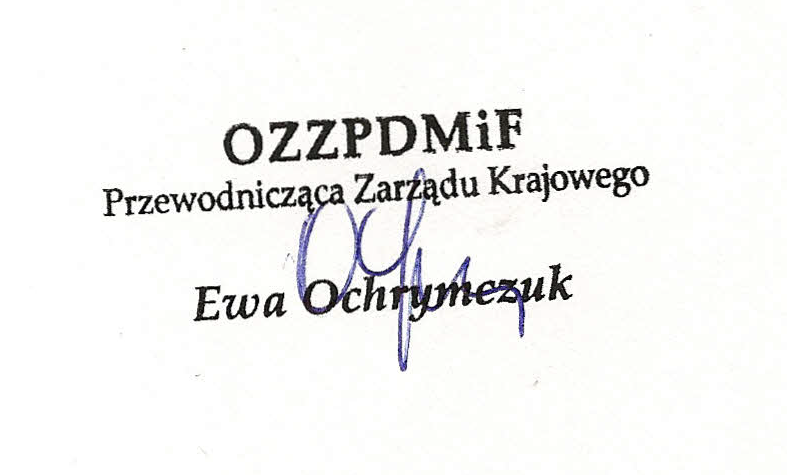 OZZPDMiF
Przewodnicząca Zarządu Krajowego
Ewa Ochrymczuk